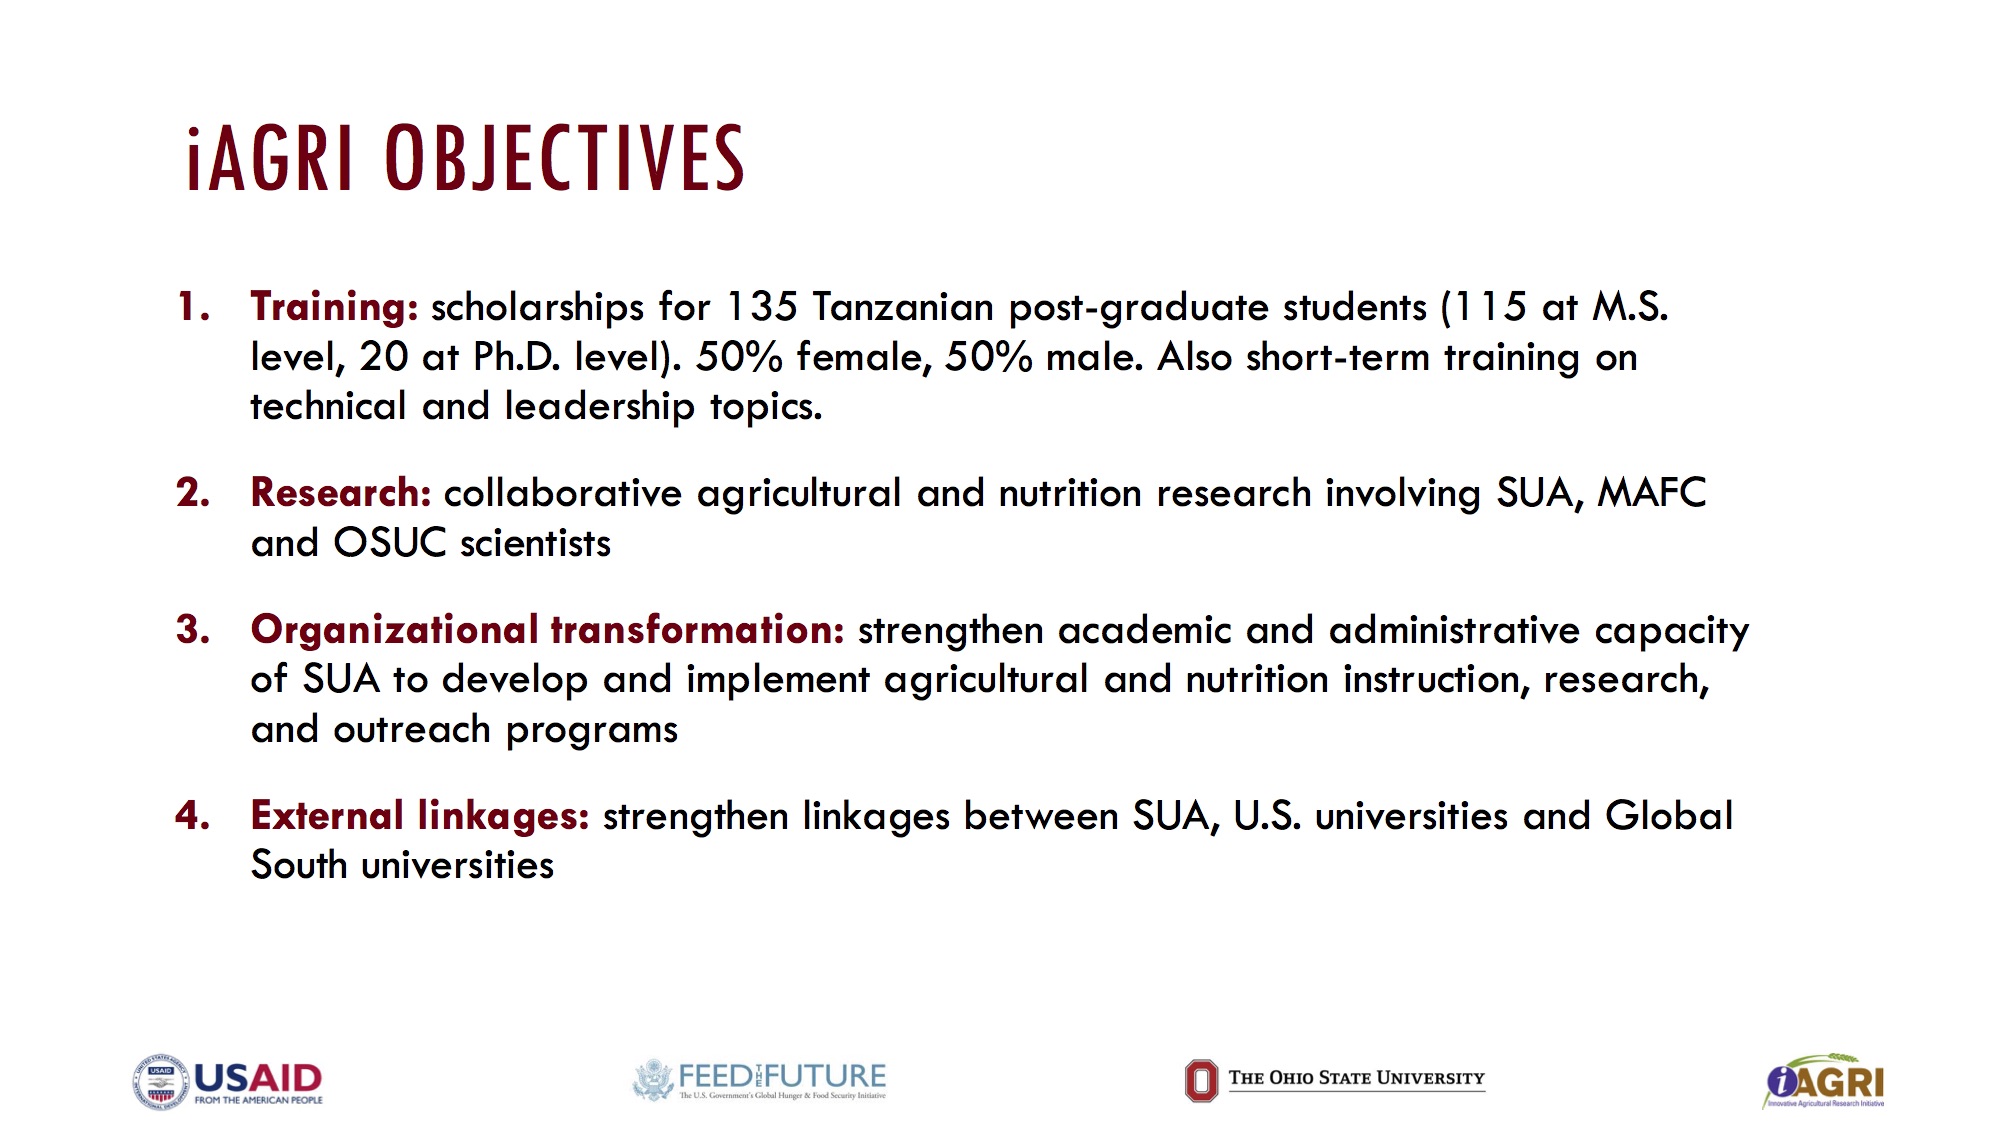 iAGRI OBJECTIVES
1. Training: scholarships for 135 Tanzanian post-graduate students (115 at M.S.
level, 20 at Ph.D. level). 50% female, 50% male. Also short-term training on
technical and leadership topics.
2. Research: collaborative agricultural and nutrition research involving SUA, MAFC
and OSUC scientists
3. Organizational transformation: strengthen academic and administrative capacity
of SUA to develop and implement agricultural and nutrition instruction, research,
and outreach programs
4. External linkages: strengthen linkages between SUA, U.S. universities and Global
South universities
USAID
USAID
FROM THE AMERICAN PEOPLE
FEED THE FUTURE
The U.S. Government's Global Hunger & Food Security Initiative
THE OHIO STATE UNIVERSITY
iAGRI
Innovative Agricultural Research Initiative